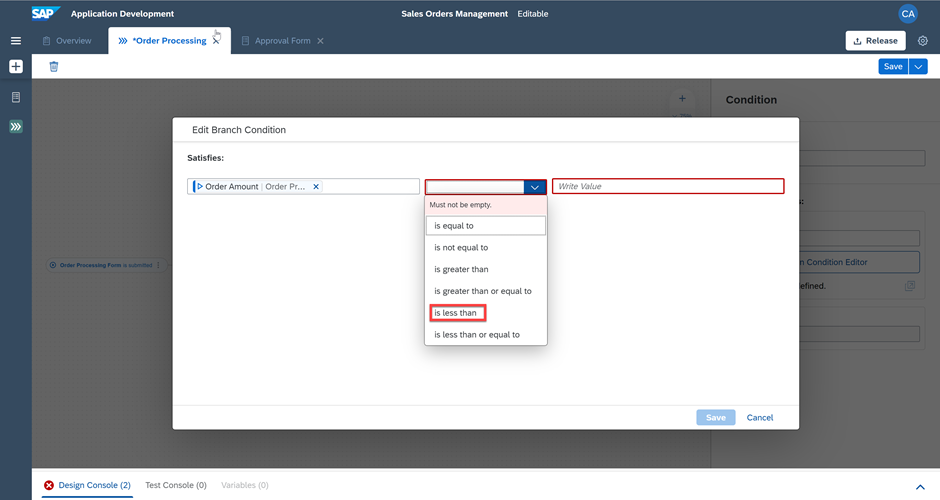 SAP Application Development Sales Orders Management Editable CA
Overview *Order Processing Approval Form Release
Save
Condition
Edit Branch Condition
Satisfies:
Order Amount | Order Pr... Write Value
Must not be empty.
is equal to
is not equal to
is greater than
Order Processing Form is submitted n Condition Editor
is greater than or equal to efined.
is less than
is less than or equal to
Save Cancel
Design Console (2) Test Console (0) Variables (0)